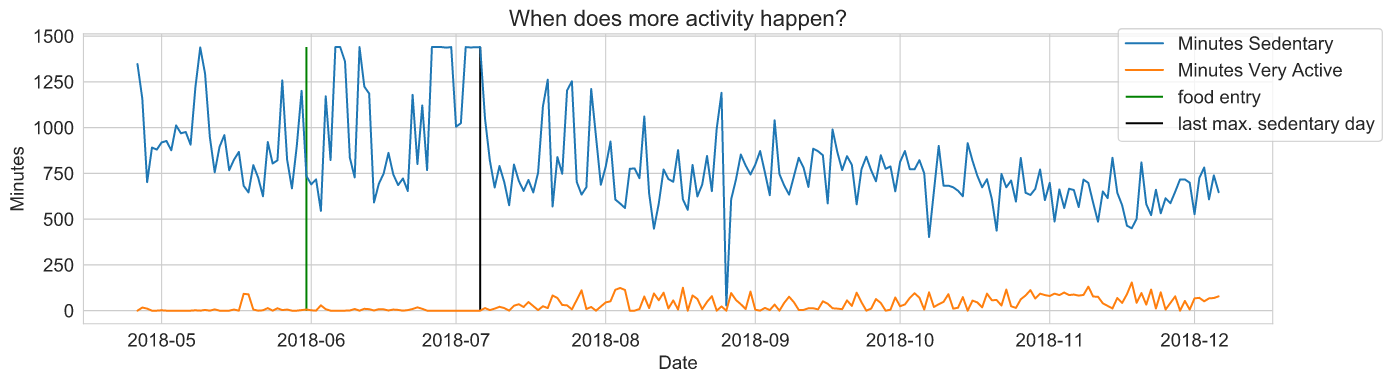 When does more activity happen?
Minutes Sedentary
Minutes Very Active
food entry
last max. sedentary day
Minutes
1500
1250
1000
750
500
250
0
2018-05 2018-06 2018-07 2018-08 2018-09 2018-10 2018-11 2018-12
Date